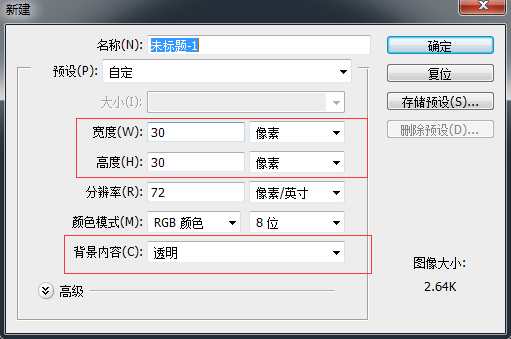 新建
名称(N): 未标题-1
确定
预设(P): 自定
复位
大小(I):
存储预设(S)...
宽度(W): 30 像素
删除预设(D)...
高度(H): 30 像素
分辨率(R): 72 像素/英寸
颜色模式(M): RGB 颜色 8 位
背景内容(C): 透明
图像大小:
2.64K
高级